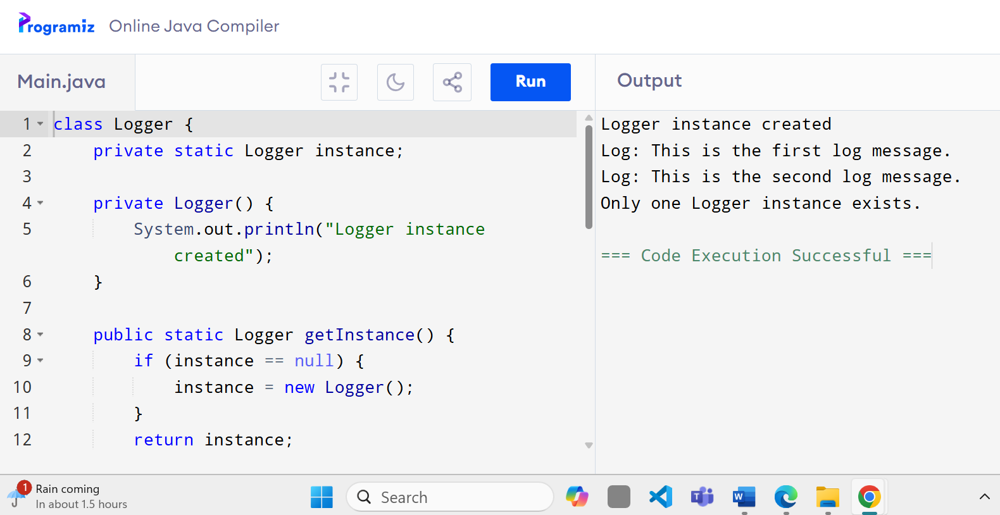 Programiz Online Java Compiler
Main.java
Run
Output
1 class Logger {
2     private static Logger instance;
3
4     private Logger() {
5         System.out.println("Logger instance
            created");
6     }
7
8     public static Logger getInstance() {
9         if (instance == null) {
10             instance = new Logger();
11         }
12         return instance;
Logger instance created
Log: This is the first log message.
Log: This is the second log message.
Only one Logger instance exists.
=== Code Execution Successful ===
1
Rain coming
In about 1.5 hours
Search
T
W